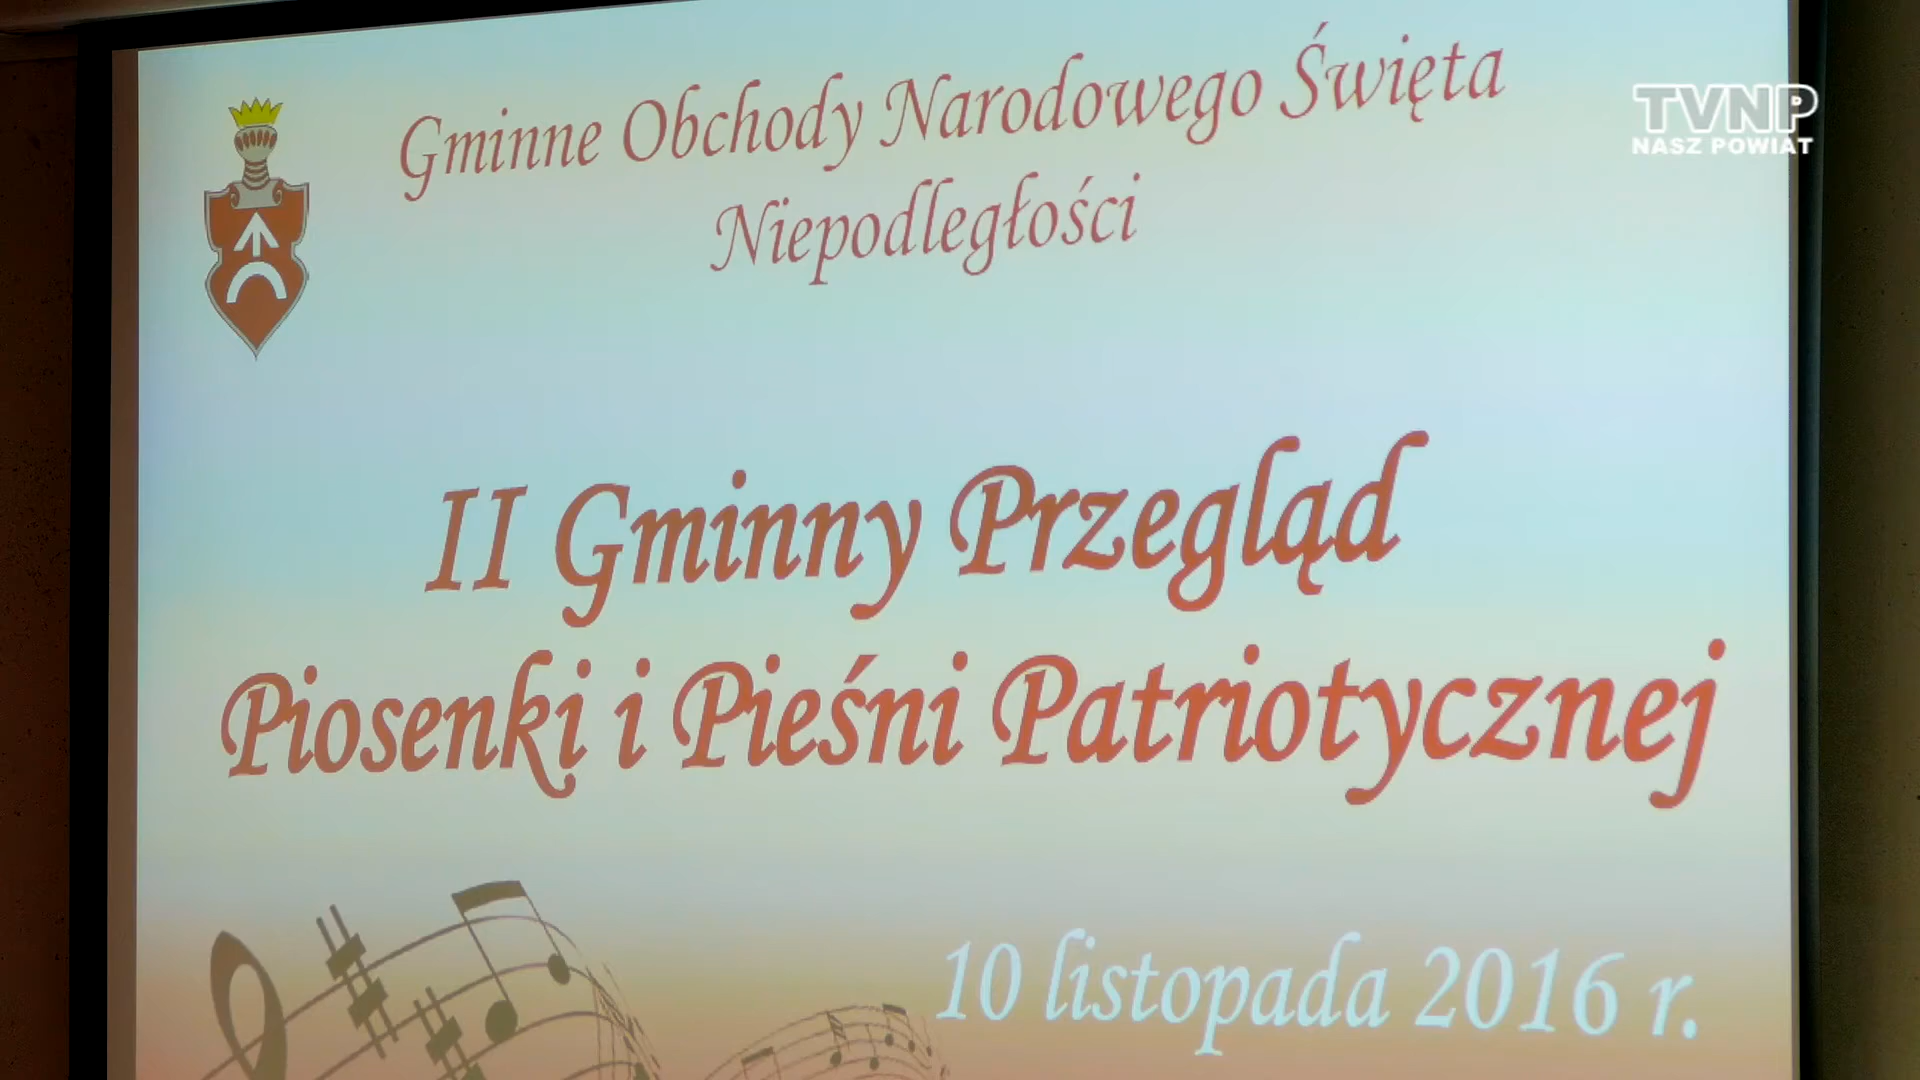 Gminne Obchody Narodowego Święta
Niepodległości
TVNP
NASZ POWIAT
II Gminny Przegląd
Piosenki i Pieśni Patriotycznej
10 listopada 2016 r.